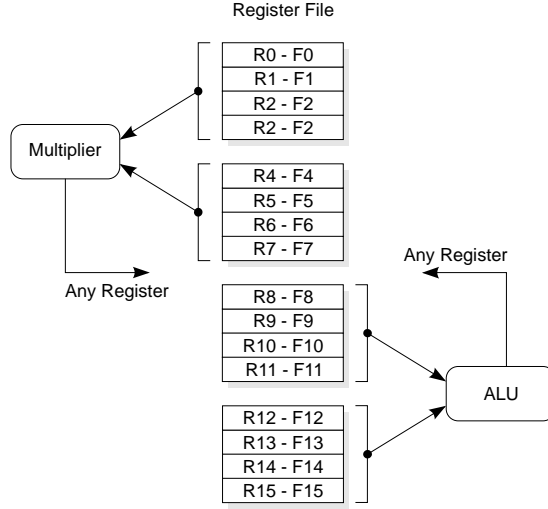 Register File
R0 - F0
R1 - F1
R2 - F2
R2 - F2
Multiplier
R4 - F4
R5 - F5
R6 - F6
R7 - F7
Any Register
Any Register
R8 - F8
R9 - F9
R10 - F10
R11 - F11
ALU
R12 - F12
R13 - F13
R14 - F14
R15 - F15